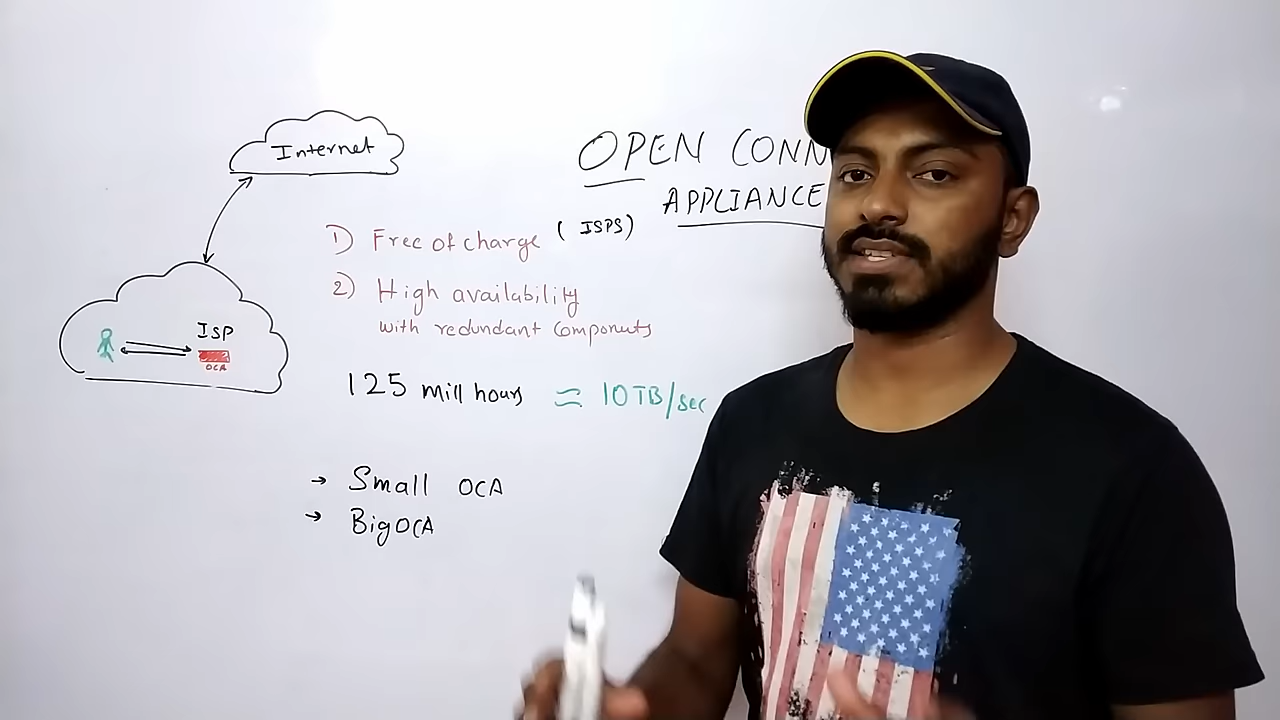 Internet
OPEN CONN
APPLIANCE
(ISPS)
1) Free of charge
2) High availability
with redundant Componuts
ISP
OCA
125 mill hours ≈ 10TB/sec
→ Small OCA
→ Big OCA